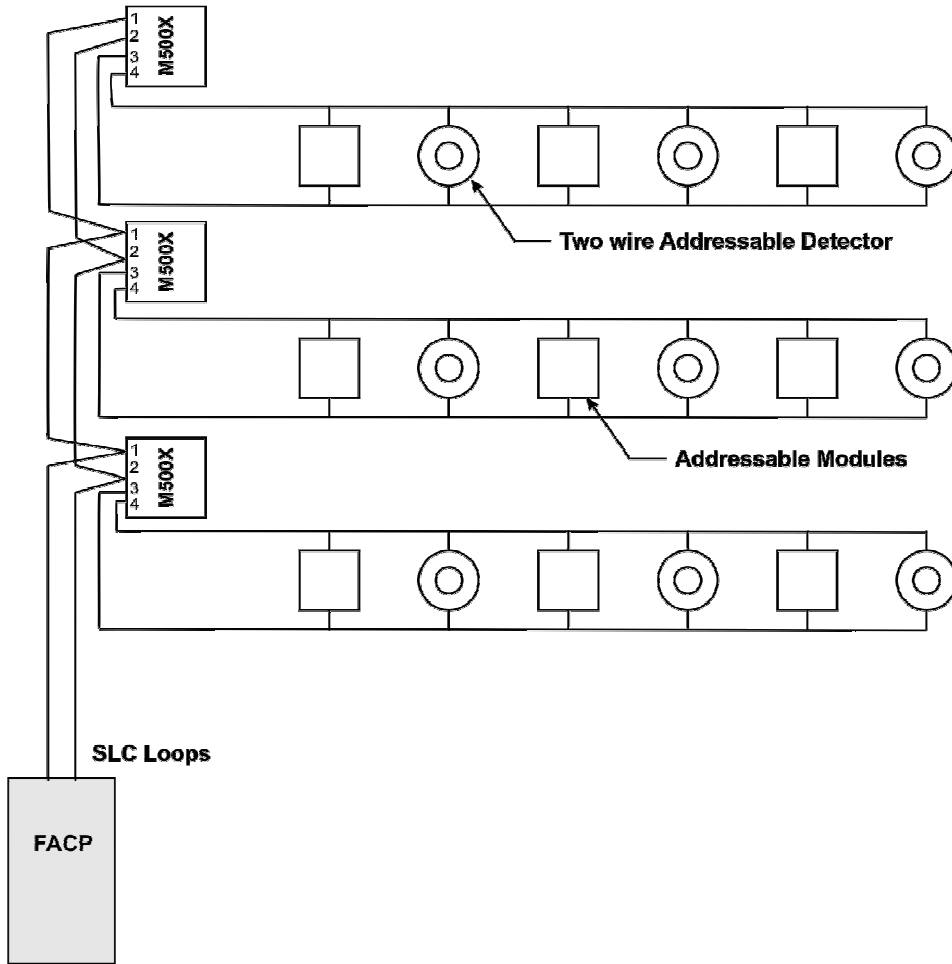 1
2
3
4
M500X
Two wire Addressable Detector
1
2
3
4
M500X
Addressable Modules
1
2
3
4
M500X
SLC Loops
FACP